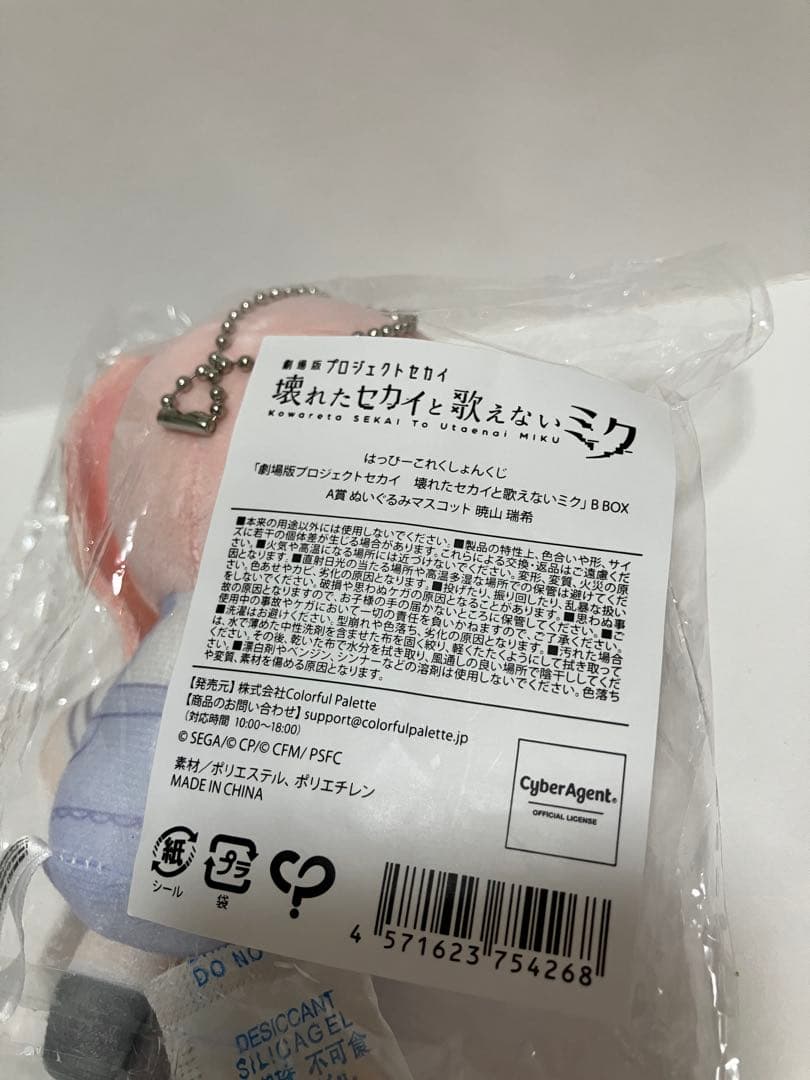 劇場版プロジェクトセカイ
壊れたセカイと歌えないミク
Kowareta SEKAI To Utaenai MIKU
はっぴーこれくしょんくじ
「劇場版プロジェクトセカイ 壊れたセカイと歌えないミク」B BOX
A賞 ぬいぐるみマスコット 暁山 瑞希
■本来の用途以外には使用しないでください。■製品の特性上、色合いや形、サイ
ズに若干の個体差が生じる場合があります。これらによる交換・返品はご遠慮くだ
さい。■火気や高温になる場所には近づけないでください。変形、変質、火災の原
因となります。■直射日光の当たる場所や高温多湿な場所での保管は避けてくだ
さい。色あせやカビ、劣化の原因となります。■投げたり、振り回したり、乱暴な扱い
をしないでください。破損や思わぬケガの原因となることがあります。■思わぬ事
故の原因となりますので、お子様の手の届かないところに保管してください。■ご
使用中の事故やケガにおいて一切の責任を負いかねますので、ご了承ください。
■洗濯はお避けください。型崩れや色落ち、劣化の原因となります。■汚れた場合
は、水で薄めた中性洗剤を含ませた布を固く絞り、軽くたたくようにして拭き取って
ください。その後、乾いた布で水分を拭き取り、風通しの良い場所で陰干ししてくだ
さい。■漂白剤やベンジン、シンナーなどの溶剤は使用しないでください。色落ち
や変質、素材を傷める原因となります。
【発売元】株式会社Colorful Palette
【商品のお問い合わせ】support@colorfulpalette.jp
（対応時間 10:00〜18:00）
© SEGA/© CP/© CFM/ PSFC
素材／ポリエステル、ポリエチレン
MADE IN CHINA
CyberAgent®
OFFICIAL LICENSE
紙
シール
プラ
袋
4 571623 754268
DO NO
DESICCANT
SILICAGEL
不可食